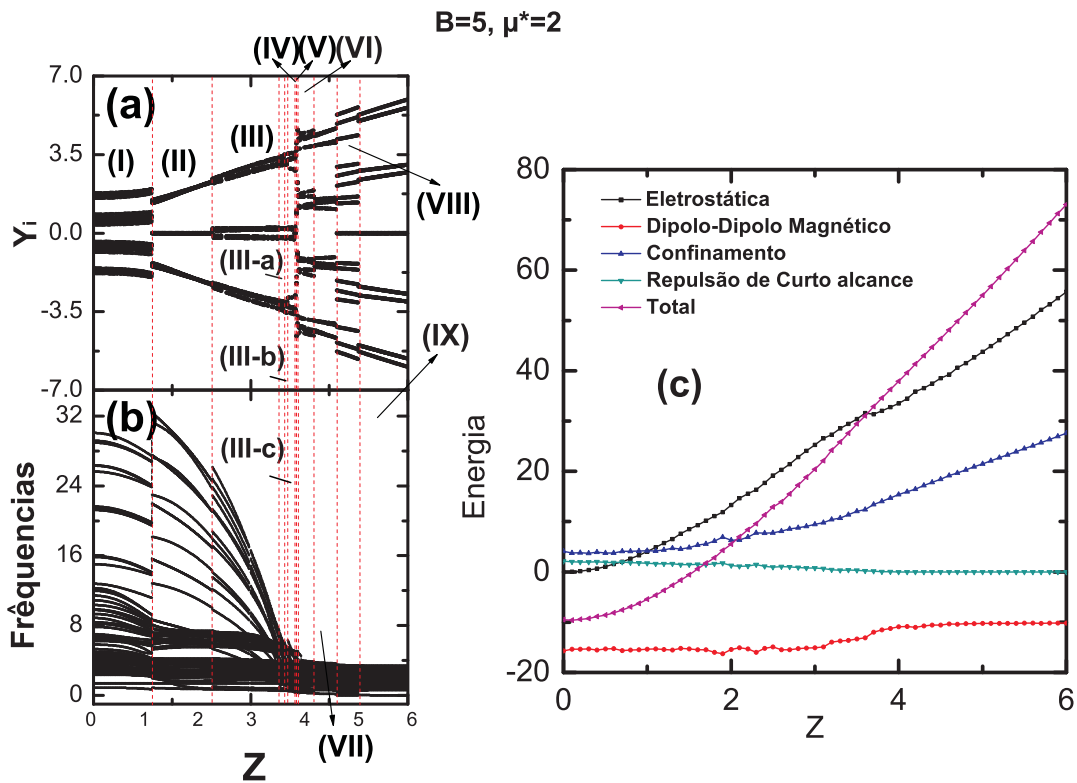 B=5, μ*=2
(IV)(V)(VI)
7.0
(a)
(I)
(II)
(III)
3.5
(VIII)
0.0
Yi
(III-a)
-3.5
(III-b)
(IX)
-7.0
(b)
32
(III-c)
24
16
8
0
Frêquencias
0 1 2 3 4 5 6
(VII)
Z
80
Eletrostática
Dipolo-Dipolo Magnético
Confinamento
Repulsão de Curto alcance
Total
60
(c)
40
20
0
-20
Energia
0 2 4 6
Z